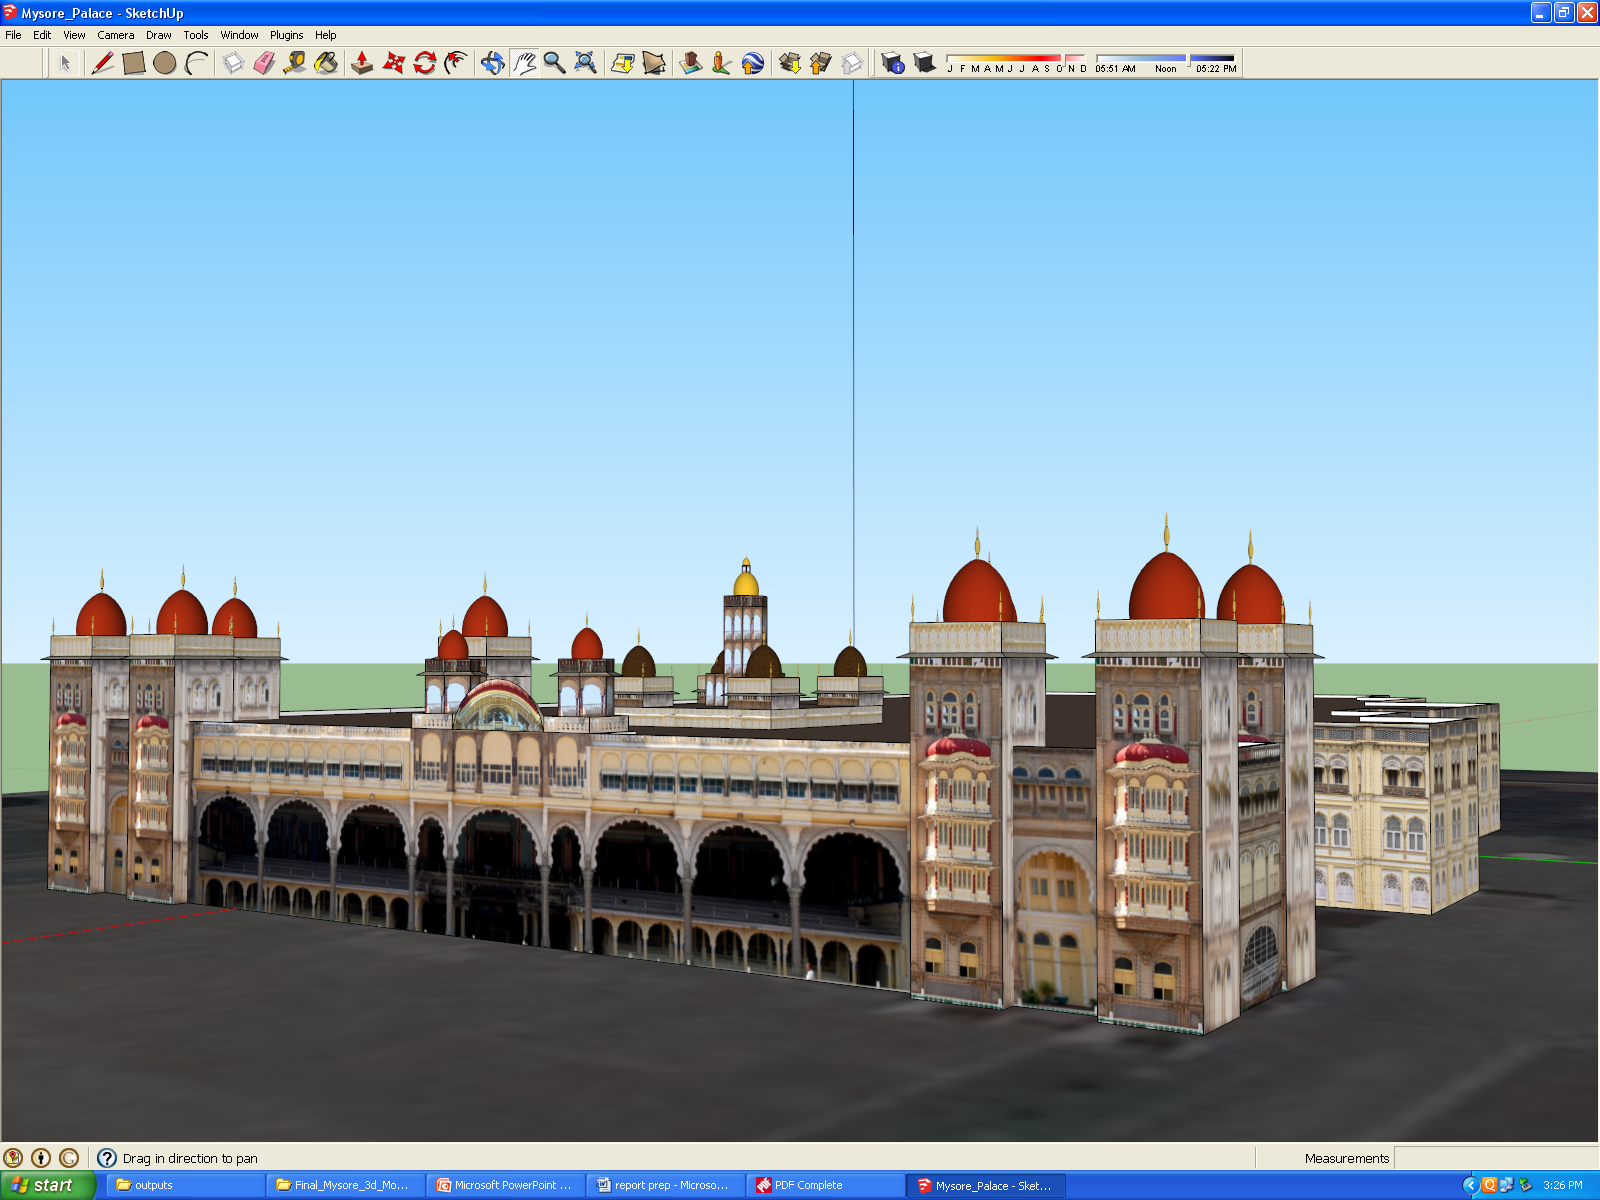 Mysore_Palace - SketchUp
File Edit View Camera Draw Tools Window Plugins Help
J F M A M J J A S O N D 05:51 AM Noon 05:22 PM
Drag in direction to pan Measurements
start outputs Final_Mysore_3d_Mo... Microsoft PowerPoint ... report prep - Microso... PDF Complete Mysore_Palace - Sket... 3:26 PM